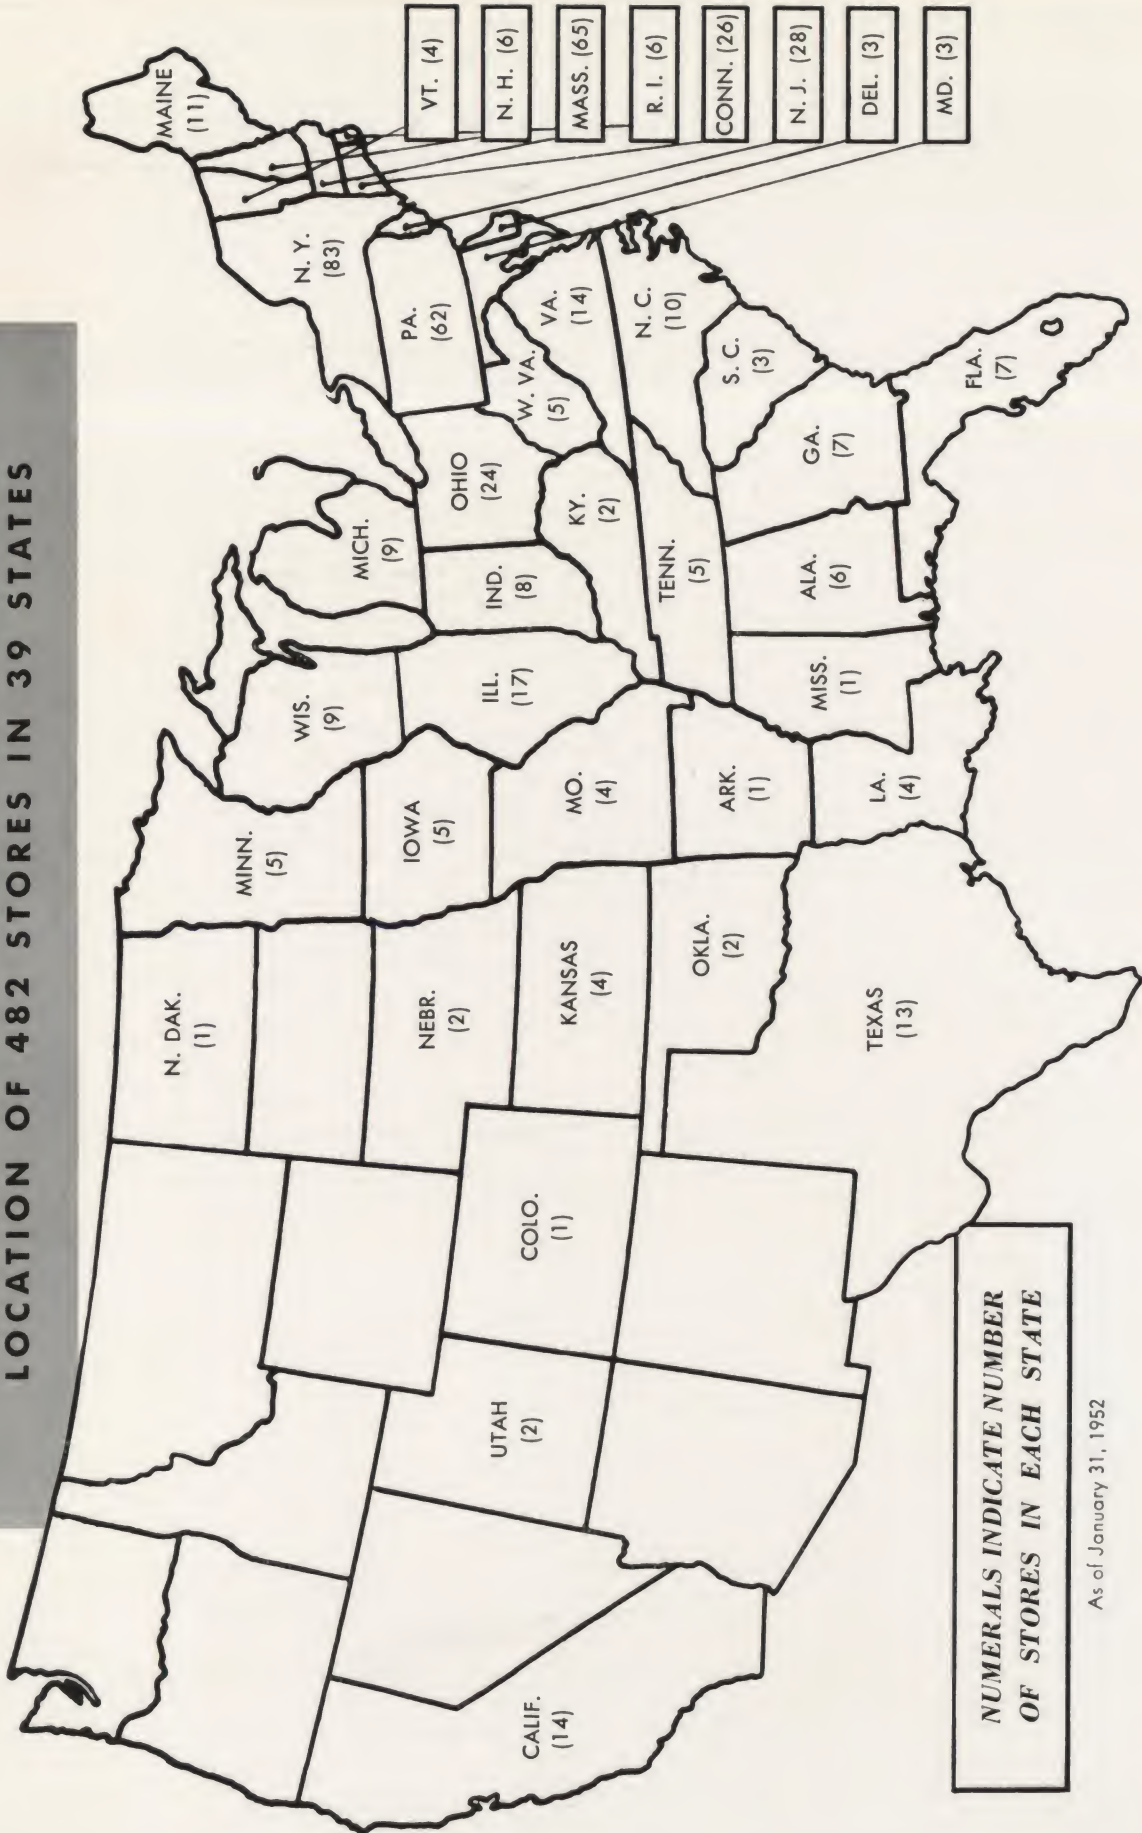 LOCATION OF 482 STORES IN 39 STATES
MAINE
(11)
VT. (4)
N. H. (6)
MASS. (65)
R. I. (6)
CONN. (26)
N. J. (28)
DEL. (3)
MD. (3)
N. Y.
(83)
PA.
(62)
W. VA.
(5)
VA.
(14)
N. C.
(10)
S. C.
(3)
GA.
(7)
FLA.
(7)
OHIO
(24)
KY.
(2)
TENN.
(5)
ALA.
(6)
MICH.
(9)
IND.
(8)
MISS.
(1)
WIS.
(9)
ILL.
(17)
MINN.
(5)
IOWA
(5)
MO.
(4)
ARK.
(1)
LA.
(4)
N. DAK.
(1)
NEBR.
(2)
KANSAS
(4)
OKLA.
(2)
TEXAS
(13)
COLO.
(1)
UTAH
(2)
CALIF.
(14)
NUMERALS INDICATE NUMBER
OF STORES IN EACH STATE
As of January 31, 1952